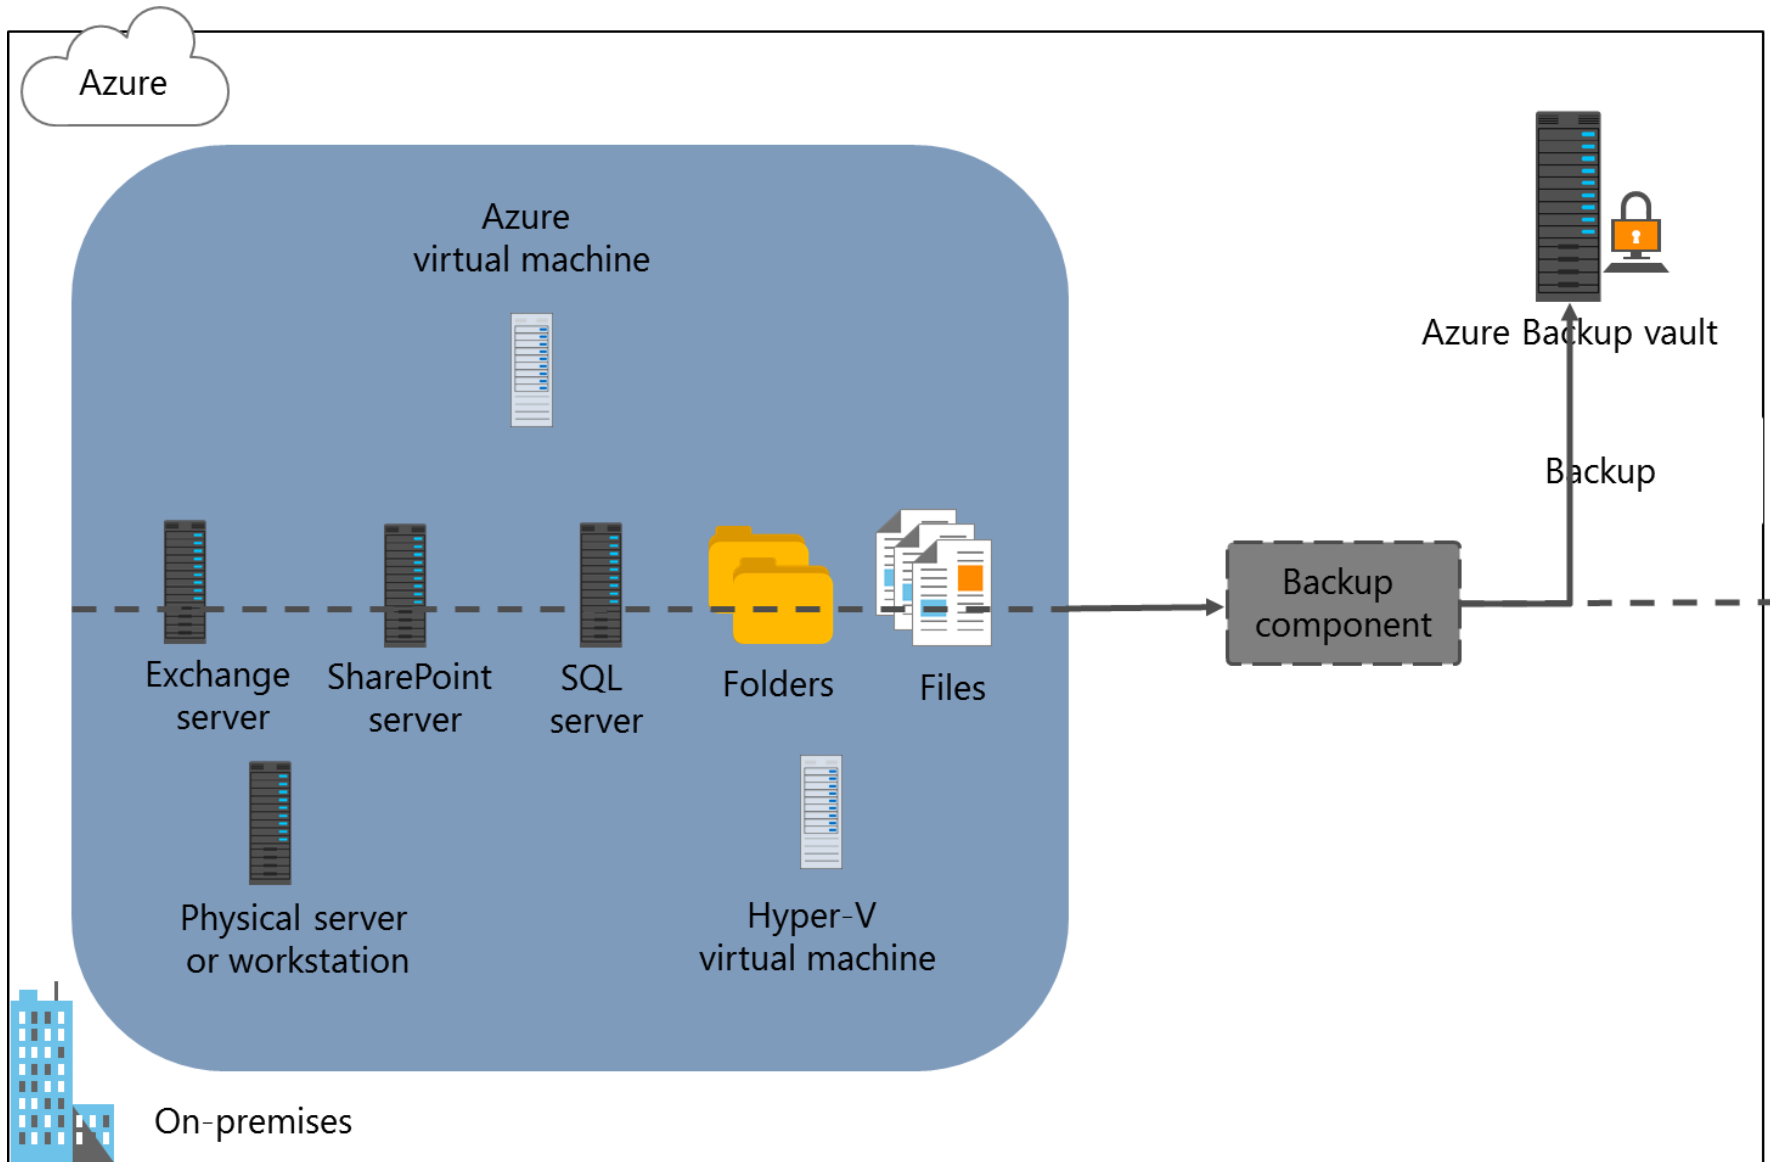 Azure
Azure
virtual machine
Azure Backup vault
Backup
Backup
component
Exchange
server
SharePoint
server
SQL
server
Folders
Files
Physical server
or workstation
Hyper-V
virtual machine
On-premises